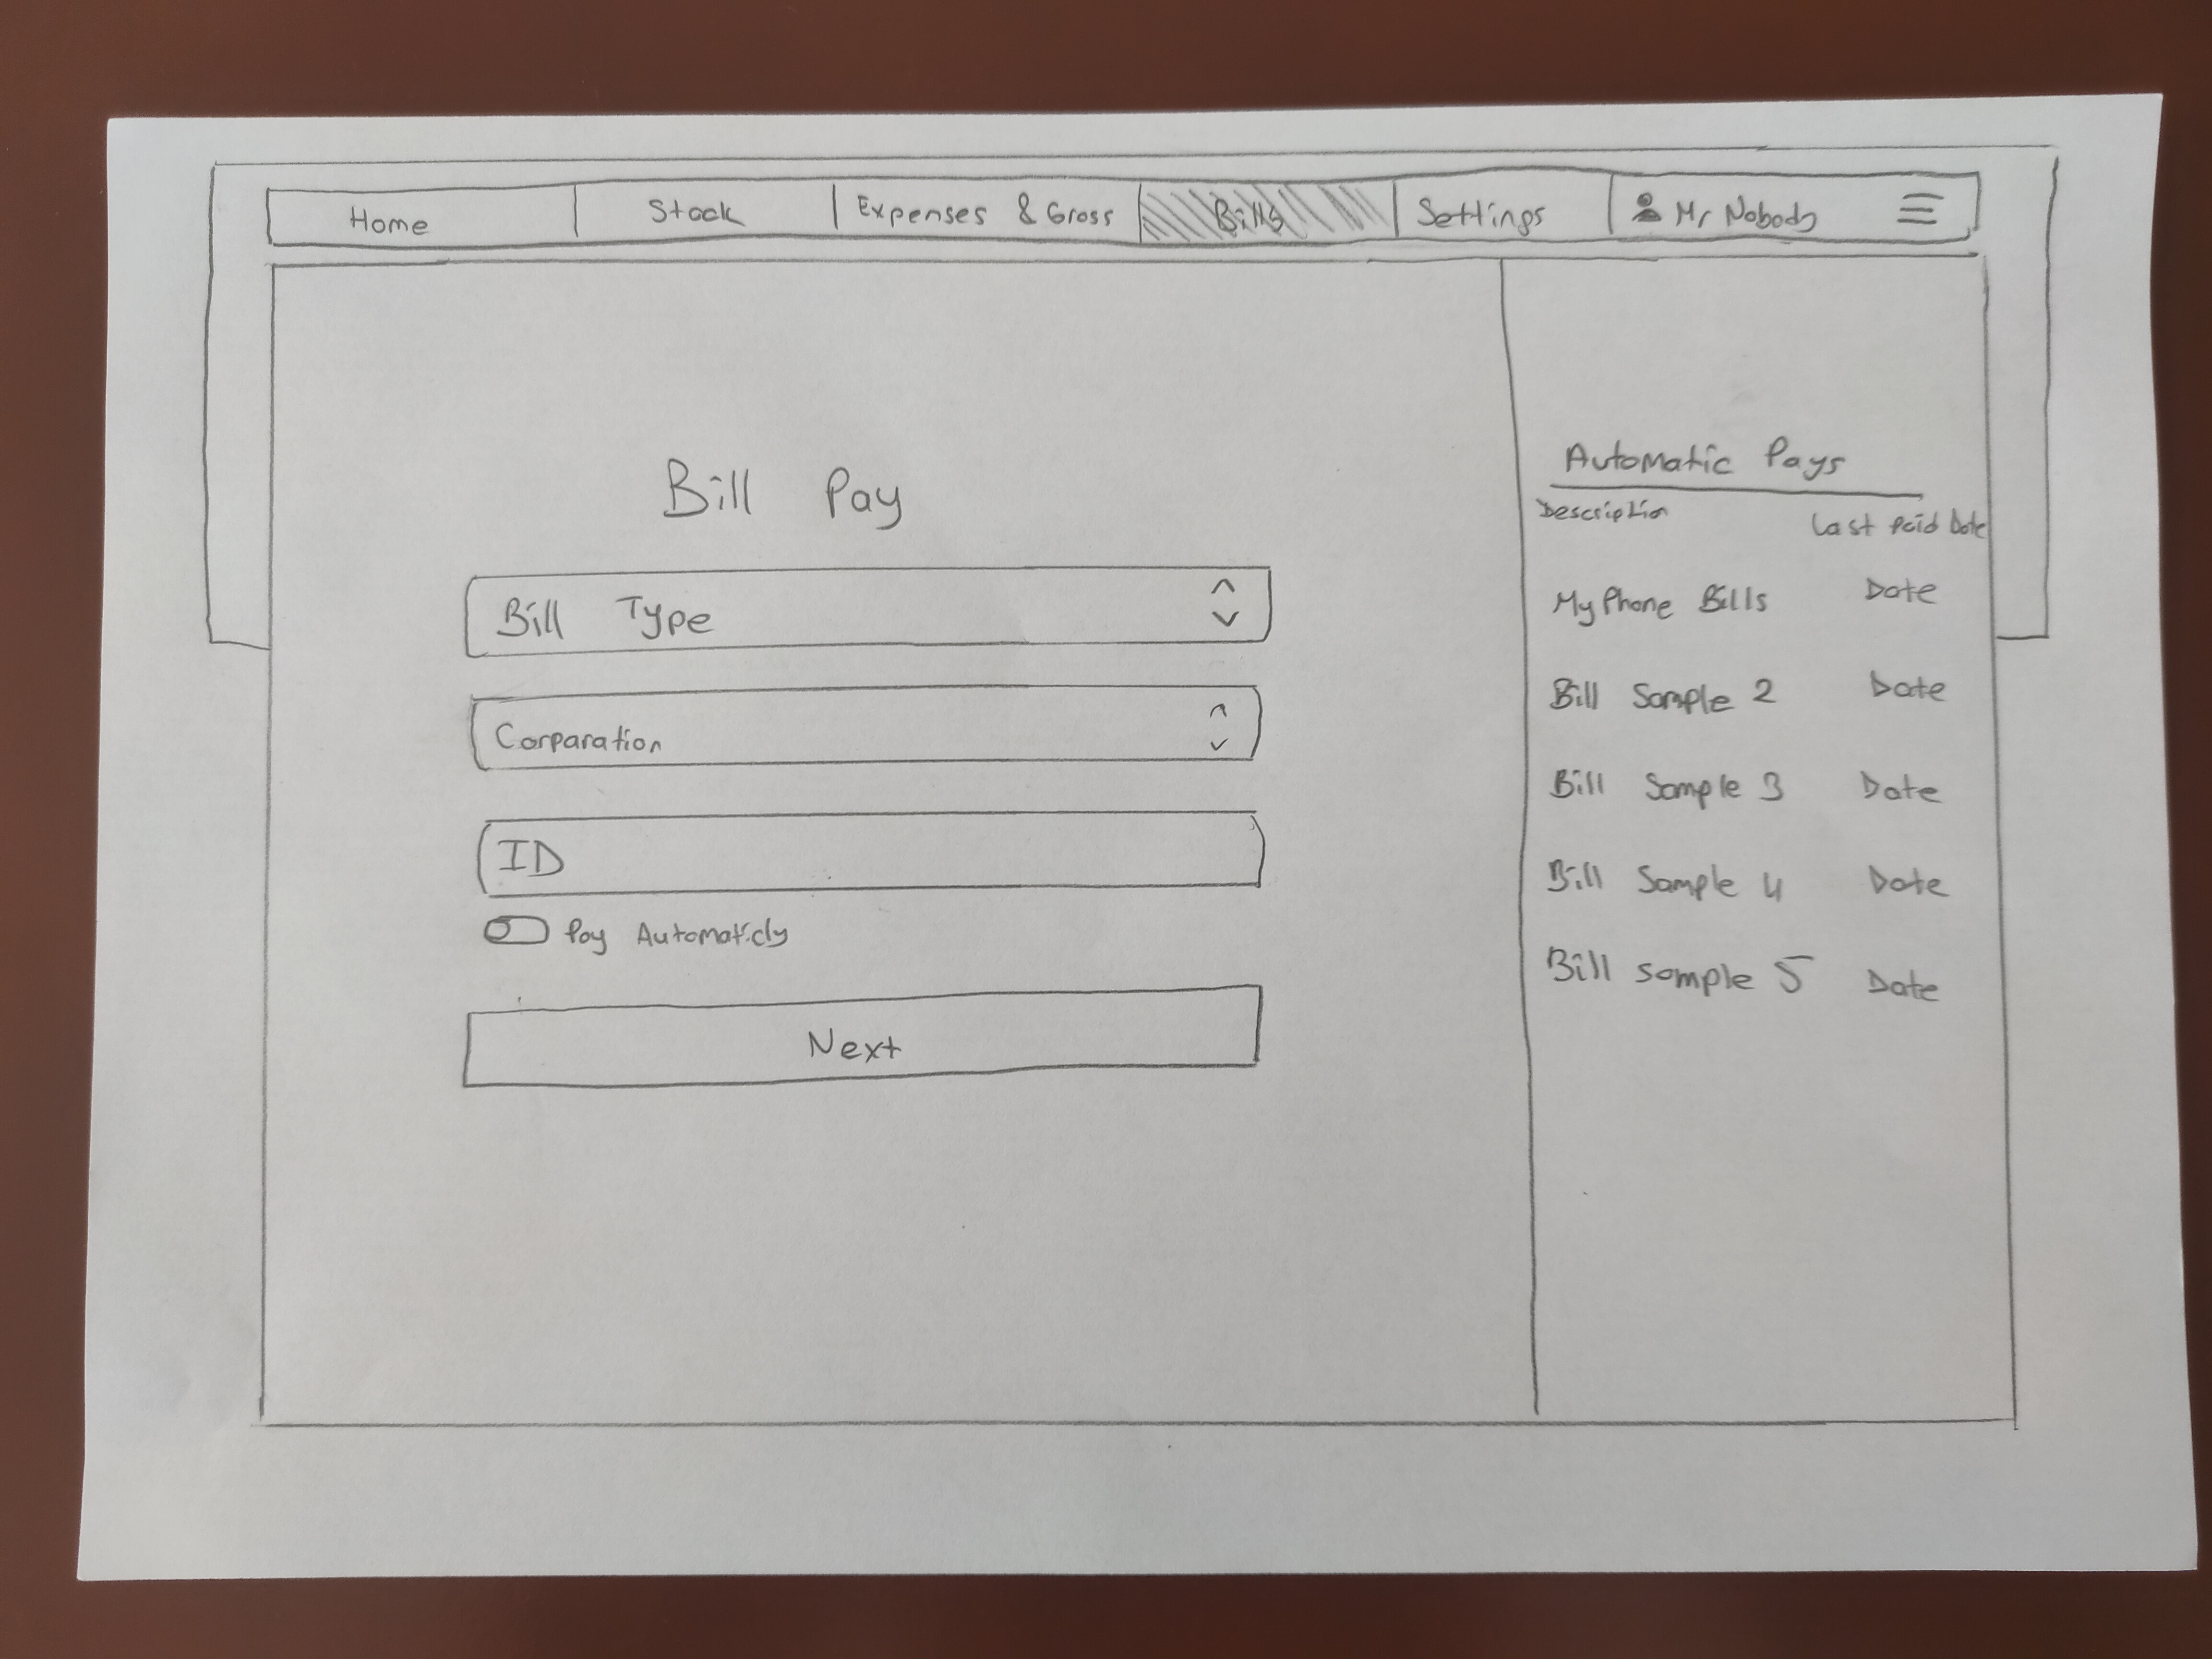 Home Stock Expenses & Gross Bills Settings Mr Nobody
Bill Pay
Bill Type
Corparation
ID
Pay Automaticly
Next
Automatic Pays
Description Last Paid Date
My Phone Bills Date
Bill Sample 2 Date
Bill Sample 3 Date
Bill Sample 4 Date
Bill Sample 5 Date